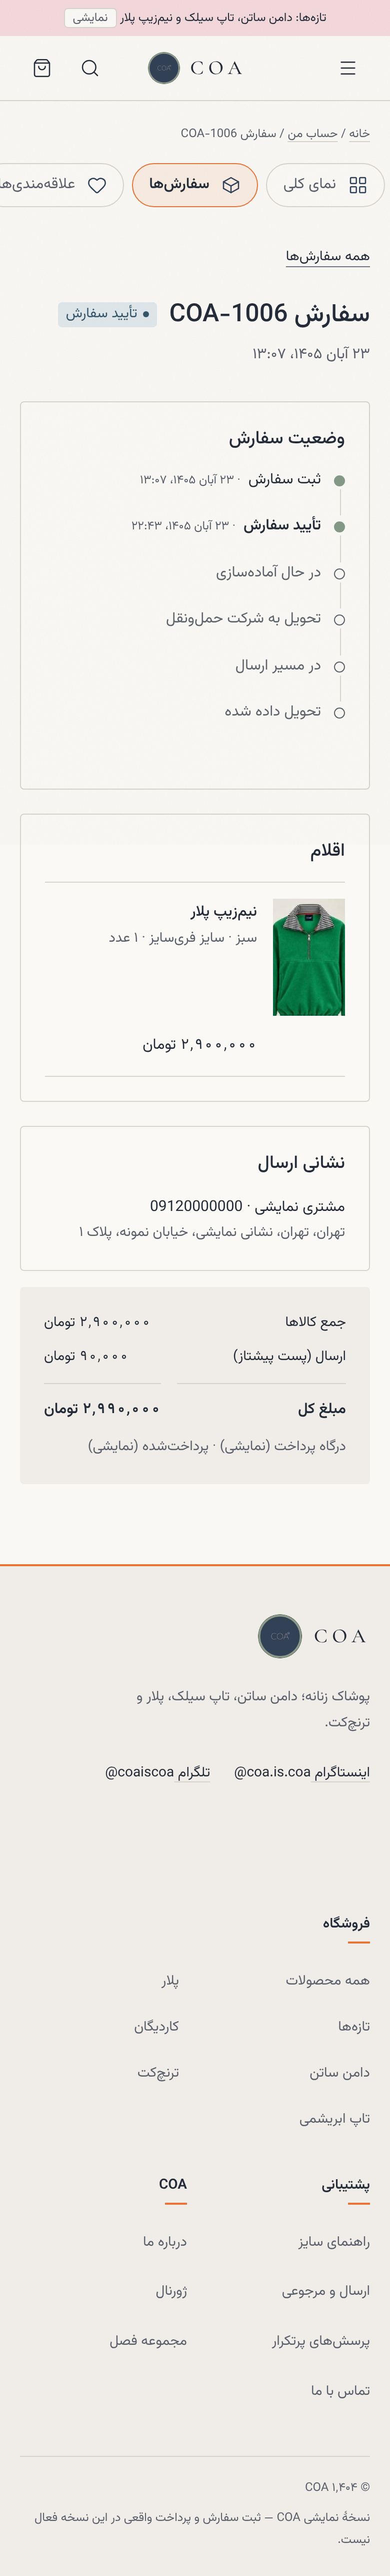 تازه‌ها: دامن ساتن، تاپ سیلک و نیم‌زیپ پلار نمایشی
COA
خانه / حساب من / سفارش COA-1006
نمای کلی
سفارش‌ها
علاقه‌مندی‌ها
همه سفارش‌ها
سفارش COA-1006 تأیید سفارش
۲۳ آبان ۱۴۰۵، ۱۳:۰۷
وضعیت سفارش
ثبت سفارش · ۲۳ آبان ۱۴۰۵، ۱۳:۰۷
تأیید سفارش · ۲۳ آبان ۱۴۰۵، ۲۲:۴۳
در حال آماده‌سازی
تحویل به شرکت حمل‌ونقل
در مسیر ارسال
تحویل داده شده
اقلام
نیم‌زیپ پلار
سبز · سایز فری‌سایز · ۱ عدد
۲,۹۰۰,۰۰۰ تومان
نشانی ارسال
مشتری نمایشی · 09120000000
تهران، تهران، نشانی نمایشی، خیابان نمونه، پلاک ۱
جمع کالاها ۲,۹۰۰,۰۰۰ تومان
ارسال (پست پیشتاز) ۹۰,۰۰۰ تومان
مبلغ کل ۲,۹۹۰,۰۰۰ تومان
درگاه پرداخت (نمایشی) · پرداخت‌شده (نمایشی)
COA
COA
پوشاک زنانه؛ دامن ساتن، تاپ سیلک، پلار و
ترنچ‌کت.
اینستاگرام @coa.is.coa تلگرام @coaiscoa
فروشگاه
همه محصولات
پلار
تازه‌ها
کاردیگان
دامن ساتن
ترنچ‌کت
تاپ ابریشمی
پشتیبانی
راهنمای سایز
ارسال و مرجوعی
پرسش‌های پرتکرار
تماس با ما
COA
درباره ما
ژورنال
مجموعه فصل
© ۱,۴۰۴ COA
نسخهٔ نمایشی COA — ثبت سفارش و پرداخت واقعی در این نسخه فعال
نیست.